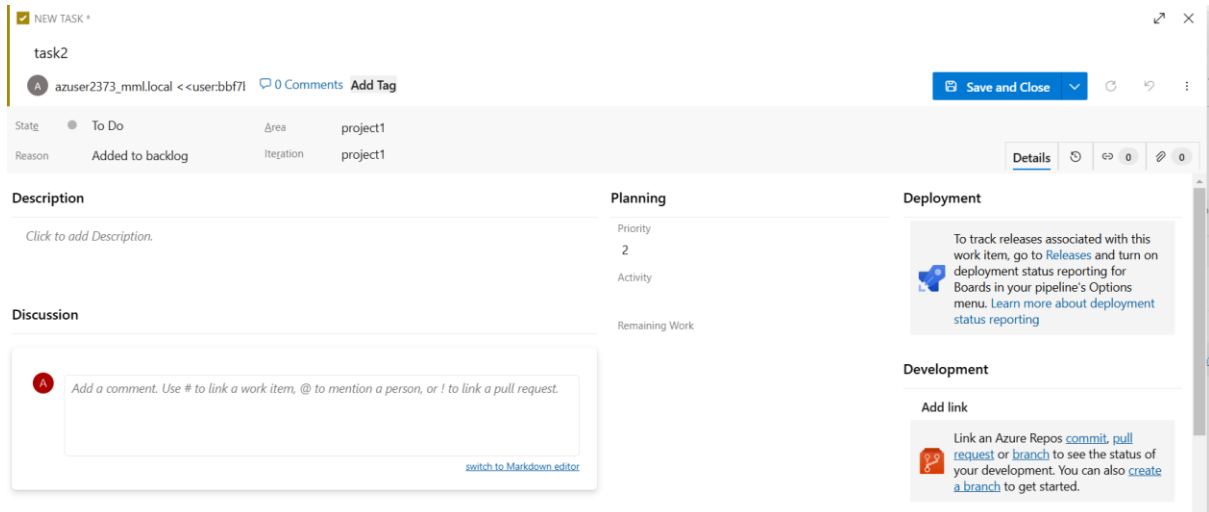 NEW TASK *
task2
A azuser2373_mml.local <<user:bbf7l 0 Comments Add Tag
Save and Close
State To Do Area project1
Reason Added to backlog Iteration project1
Details 0 0
Description
Click to add Description.
Discussion
A Add a comment. Use # to link a work item, @ to mention a person, or ! to link a pull request.
switch to Markdown editor
Planning
Priority
2
Activity
Remaining Work
Deployment
To track releases associated with this
work item, go to Releases and turn on
deployment status reporting for
Boards in your pipeline's Options
menu. Learn more about deployment
status reporting
Development
Add link
Link an Azure Repos commit, pull
request or branch to see the status of
your development. You can also create
a branch to get started.